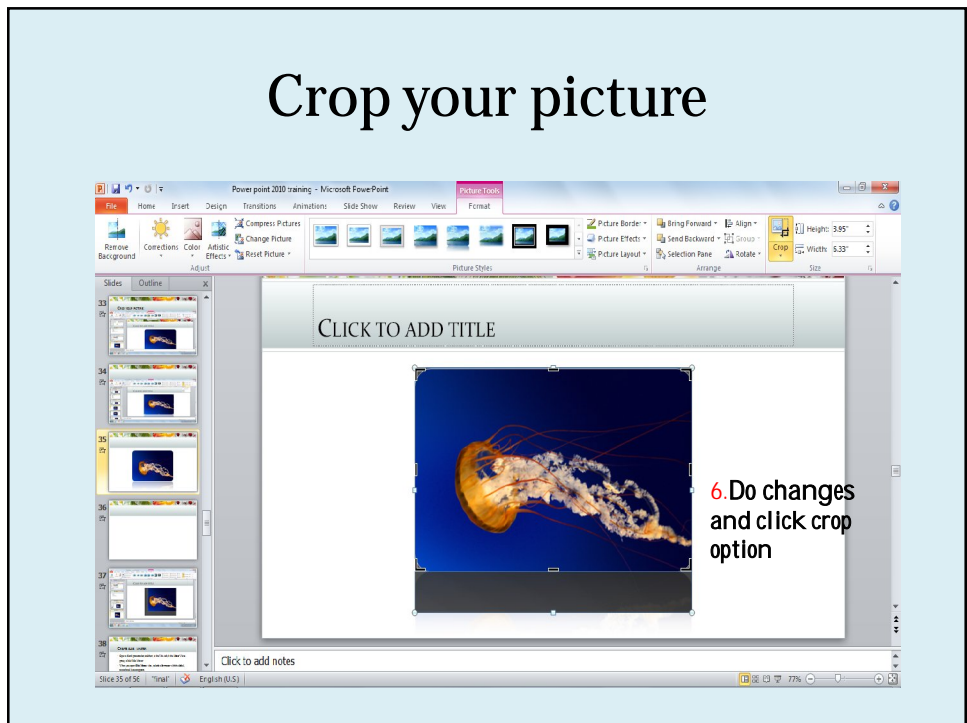 Crop your picture
Power point 2010 training - Microsoft PowerPoint
Picture Tools
File Home Insert Design Transitions Animations Slide Show Review View Format
Remove Background
Corrections
Color
Artistic Effects
Compress Pictures
Change Picture
Reset Picture
Adjust
Picture Styles
Picture Border
Picture Effects
Picture Layout
Bring Forward
Send Backward
Selection Pane
Align
Group
Rotate
Arrange
Crop
Height: 3.95"
Width: 5.33"
Size
Slides Outline X
33
34
35
36
37
38
CLICK TO ADD TITLE
6.Do changes
and click crop
option
Click to add notes
Slide 35 of 56 "Final" English (U.S.) 77%